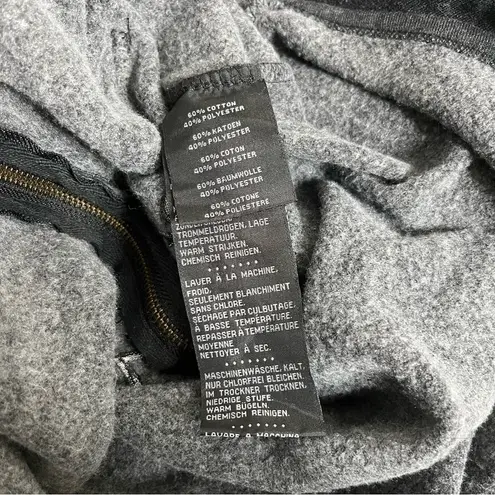 60% COTTON
40% POLYESTER
60% KATOEN
40% POLYESTER
60% COTON
40% POLYESTER
60% BAUMWOLLE
40% POLYESTER
60% COTONE
40% POLIESTERE
TROMMELDROGEN, LAGE
TEMPERATUUR.
WARM STRIJKEN.
CHEMISCH REINIGEN.
LAVER À LA MACHINE,
FROID.
SEULEMENT BLANCHIMENT
SANS CHLORE.
SÉCHAGE PAR CULBUTAGE.
À BASSE TEMPÉRATURE.
REPASSER À TEMPÉRATURE
MOYENNE
NETTOYER À SEC.
MASCHINENWÄSCHE, KALT.
NUR CHLORFREI BLEICHEN.
IM TROCKNER TROCKNEN,
NIEDRIGE STUFE.
WARM BÜGELN.
CHEMISCH REINIGEN.
LAVARE A MACCHINA